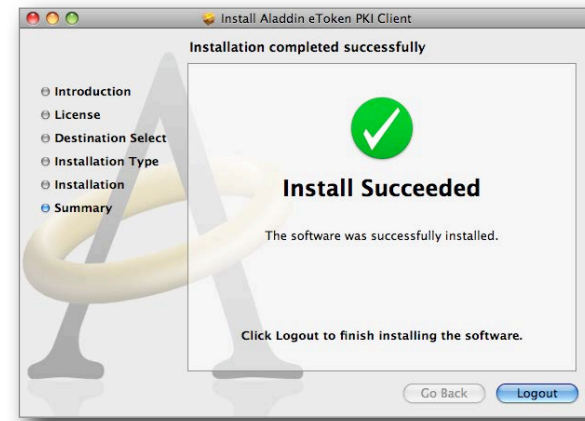 Install Aladdin eToken PKI Client
Installation completed successfully
Introduction
License
Destination Select
Installation Type
Installation
Summary
Install Succeeded
The software was successfully installed.
Click Logout to finish installing the software.
Go Back
Logout